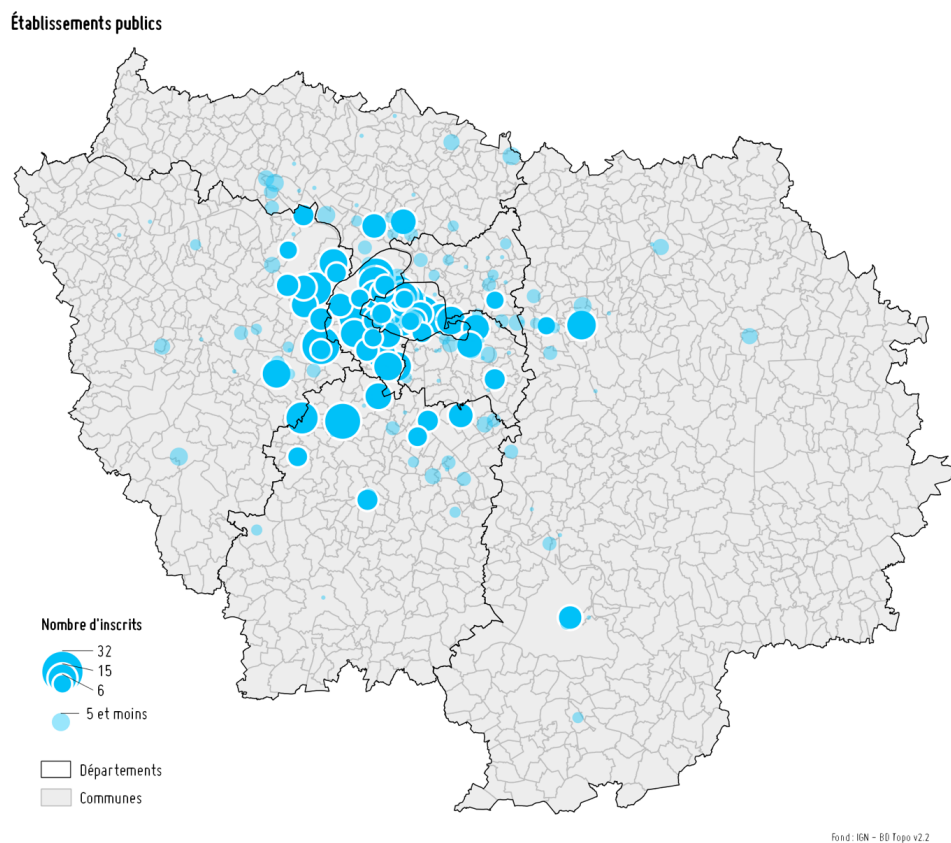 Établissements publics
Nombre d'inscrits
32
15
6
5 et moins
Départements
Communes
Fond : IGN - BD Topo v2.2